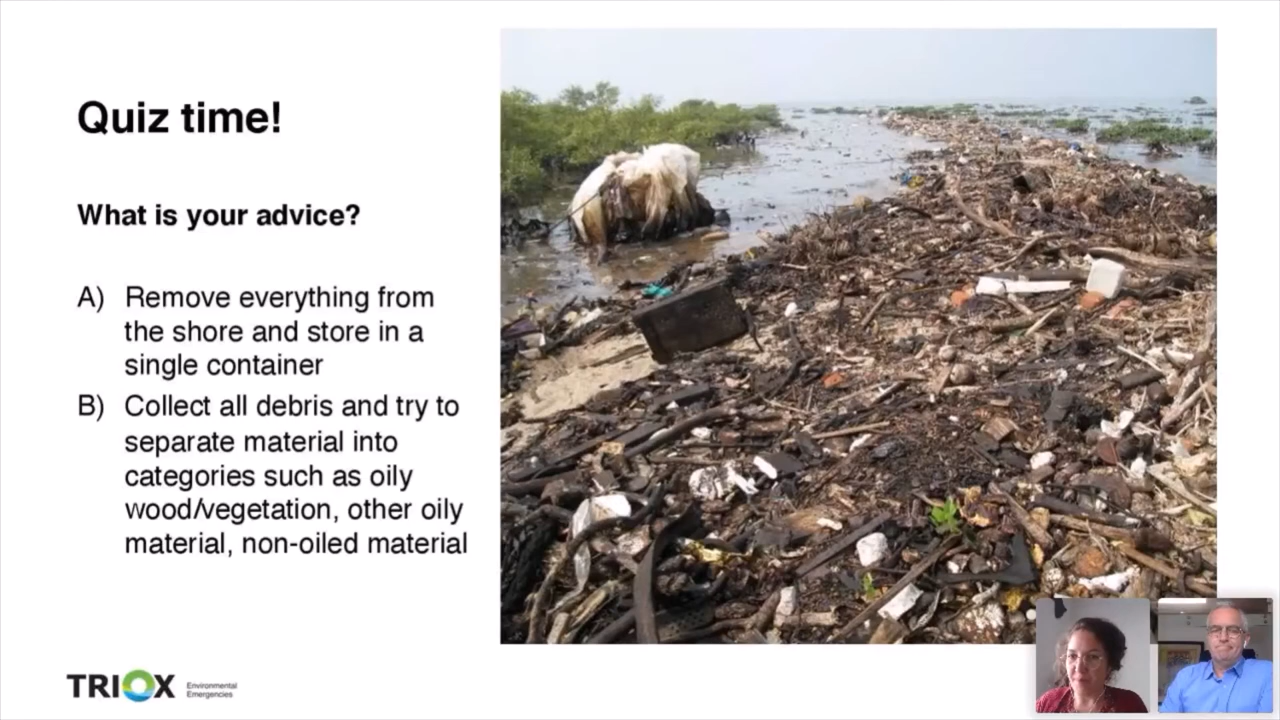 Quiz time!
What is your advice?
A) Remove everything from
the shore and store in a
single container
B) Collect all debris and try to
separate material into
categories such as oily
wood/vegetation, other oily
material, non-oiled material
TRIOX Environmental
Emergencies